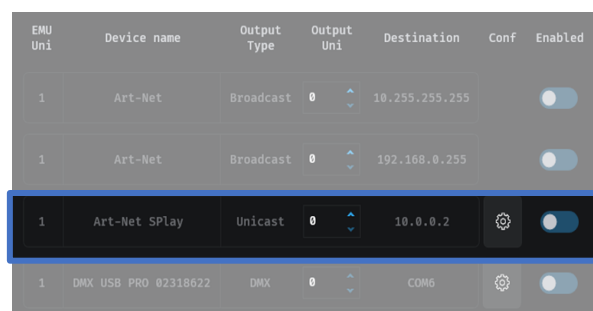 EMU Uni Device name Output Type Output Uni Destination Conf Enabled
1 Art-Net Broadcast 0 10.255.255.255
1 Art-Net Broadcast 0 192.168.0.255
1 Art-Net SPlay Unicast 0 10.0.0.2
1 DMX USB PRO 02318622 DMX 0 COM6